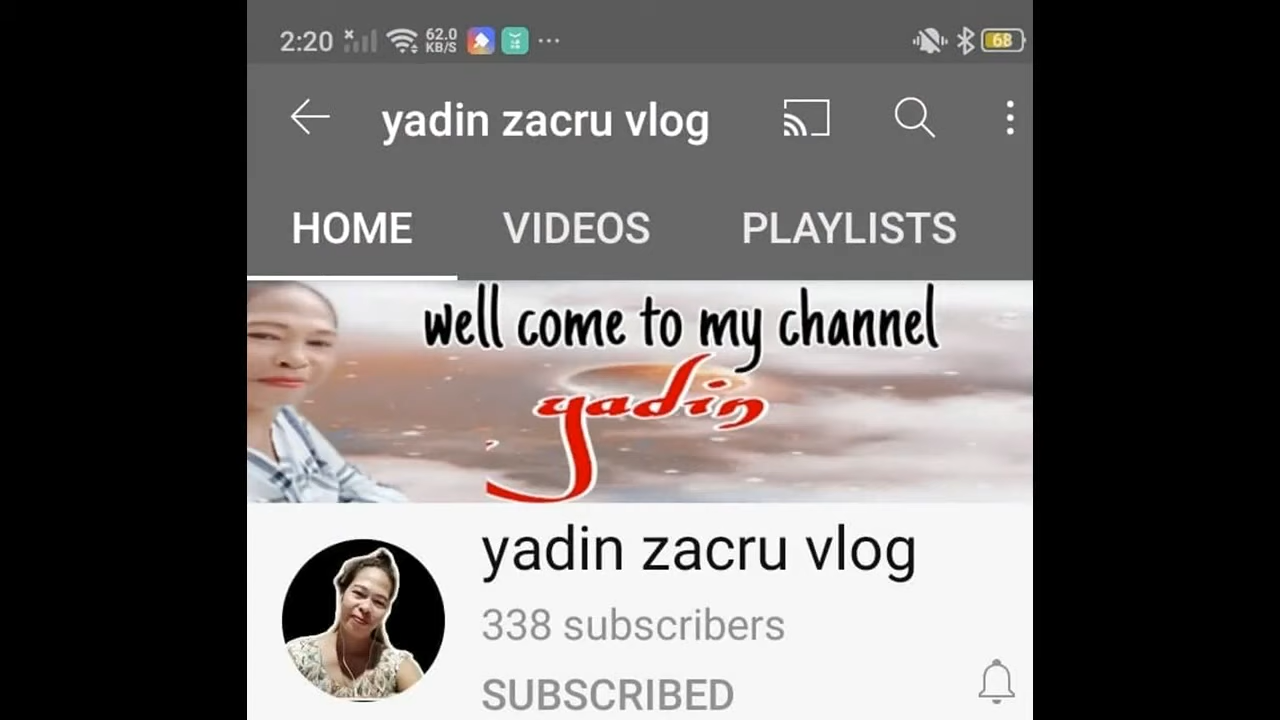 2:20 62.0 KB/S 68
yadin zacru vlog
HOME VIDEOS PLAYLISTS
well come to my channel
yadin
yadin zacru vlog
338 subscribers
SUBSCRIBED